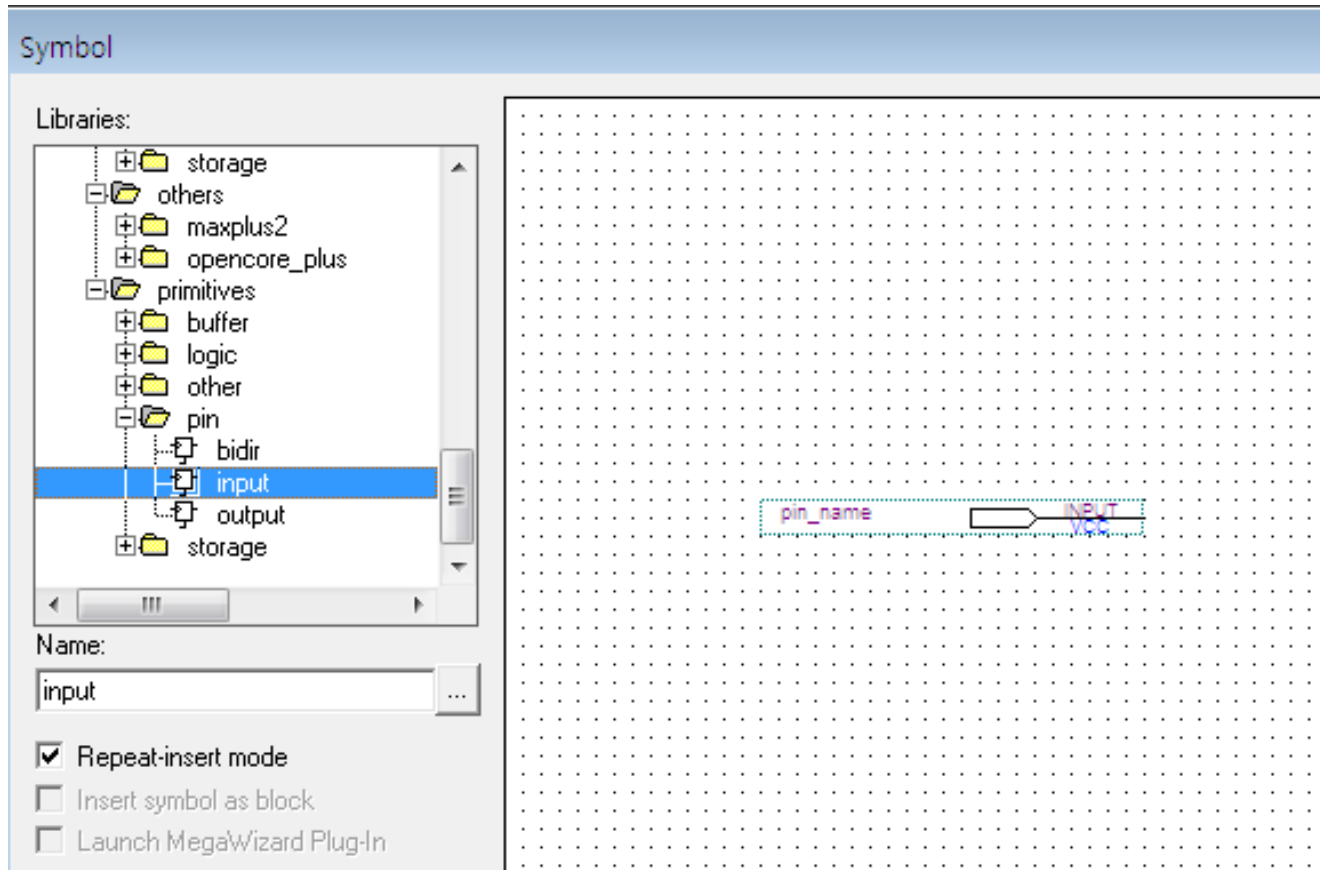 Symbol
Libraries:
storage
others
maxplus2
opencore_plus
primitives
buffer
logic
other
pin
bidir
input
output
storage
Name:
input
...
Repeat-insert mode
Insert symbol as block
Launch MegaWizard Plug-In
pin_name
INPUT
VCC